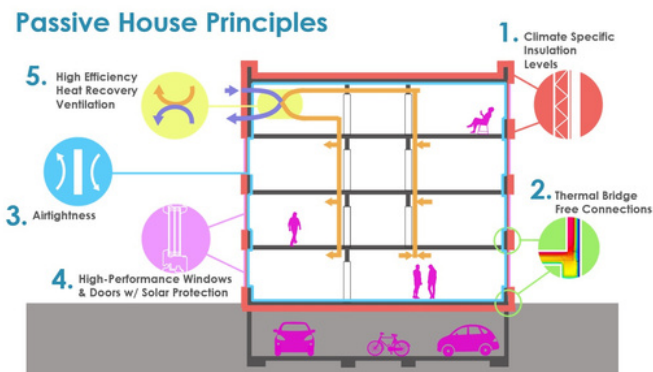 Passive House Principles
1. Climate Specific
Insulation
Levels
5. High Efficiency
Heat Recovery
Ventilation
2. Thermal Bridge
Free Connections
3. Airtightness
4. High-Performance Windows
& Doors w/ Solar Protection